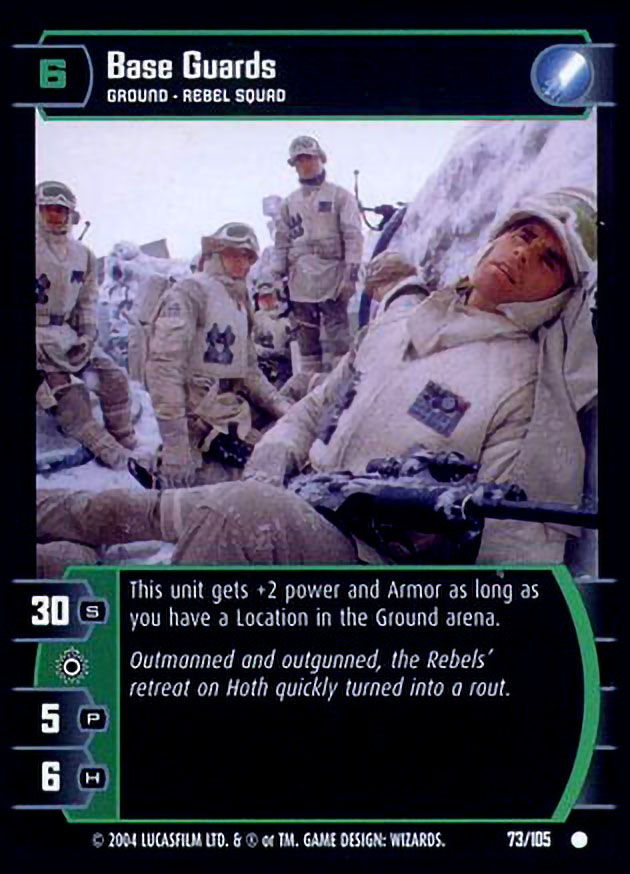 6
Base Guards
GROUND - REBEL SQUAD
30 S
5 P
6 H
This unit gets +2 power and Armor as long as
you have a Location in the Ground arena.
Outmanned and outgunned, the Rebels'
retreat on Hoth quickly turned into a rout.
© 2004 LUCASFILM LTD. & ® or TM. GAME DESIGN: WIZARDS.
73/105